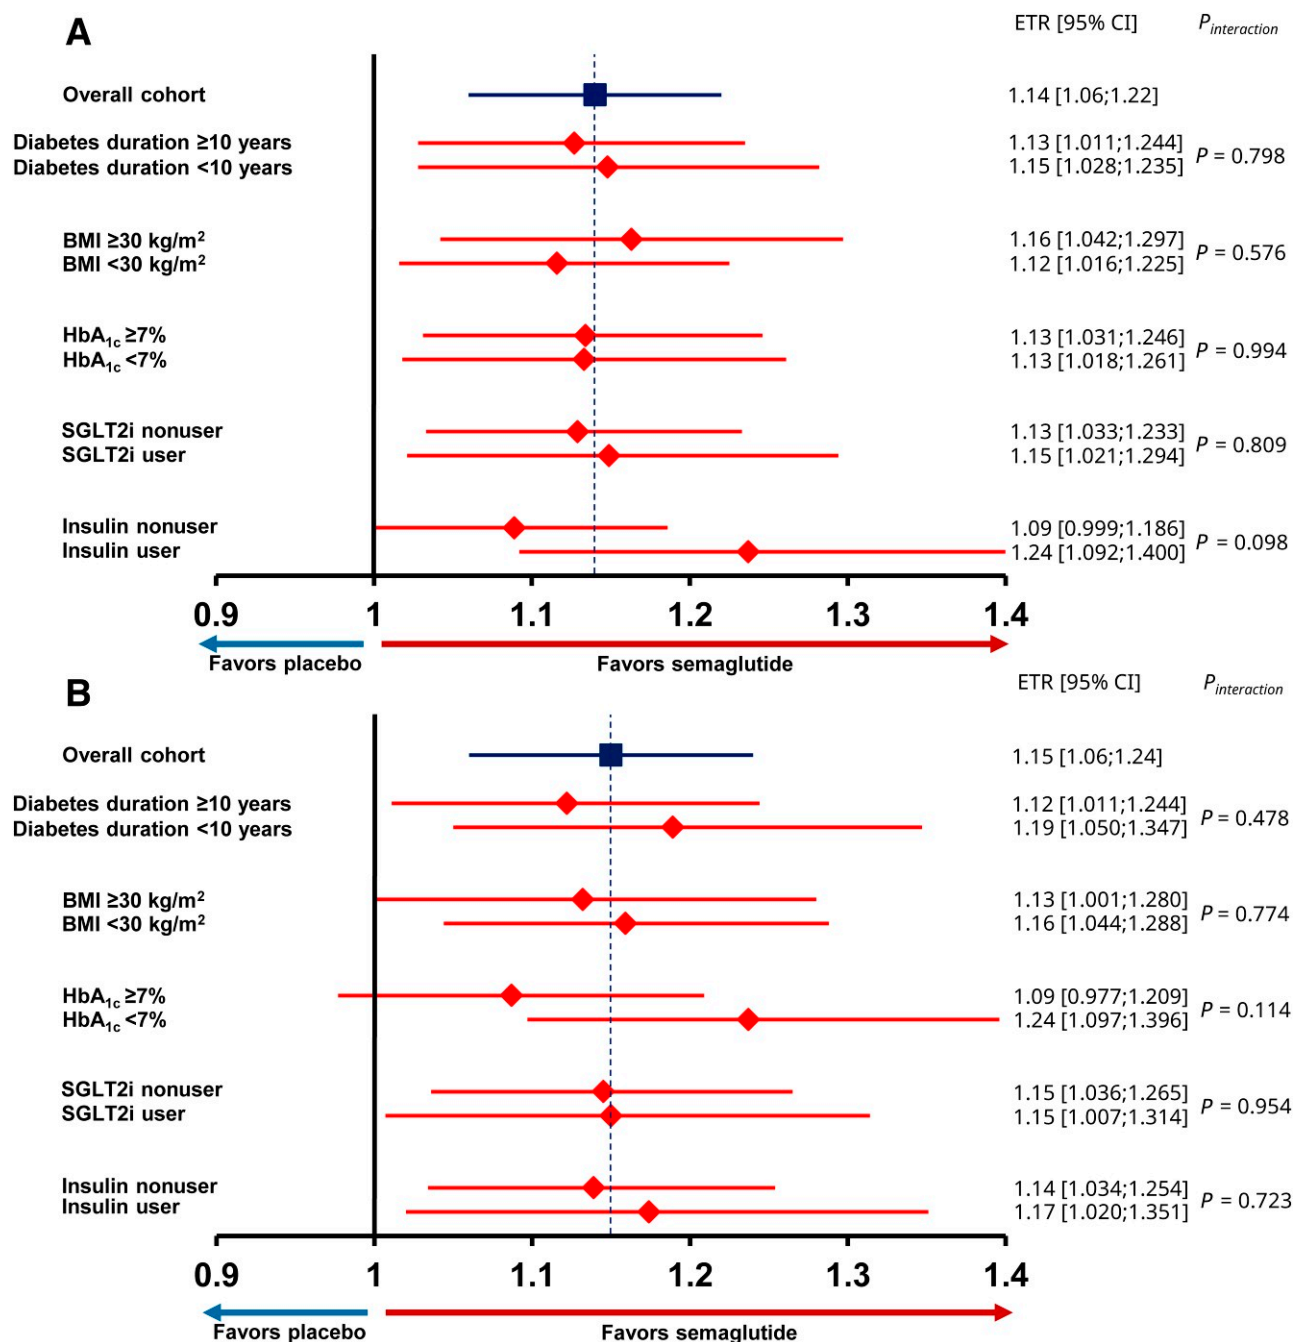 A
ETR [95% CI] P interaction
Overall cohort 1.14 [1.06;1.22]
Diabetes duration ≥10 years 1.13 [1.011;1.244]
Diabetes duration <10 years 1.15 [1.028;1.235]
P = 0.798
BMI ≥30 kg/m² 1.16 [1.042;1.297]
BMI <30 kg/m² 1.12 [1.016;1.225]
P = 0.576
HbA1c ≥7% 1.13 [1.031;1.246]
HbA1c <7% 1.13 [1.018;1.261]
P = 0.994
SGLT2i nonuser 1.13 [1.033;1.233]
SGLT2i user 1.15 [1.021;1.294]
P = 0.809
Insulin nonuser 1.09 [0.999;1.186]
Insulin user 1.24 [1.092;1.400]
P = 0.098
0.9 1 1.1 1.2 1.3 1.4
Favors placebo Favors semaglutide
B
ETR [95% CI] P interaction
Overall cohort 1.15 [1.06;1.24]
Diabetes duration ≥10 years 1.12 [1.011;1.244]
Diabetes duration <10 years 1.19 [1.050;1.347]
P = 0.478
BMI ≥30 kg/m² 1.13 [1.001;1.280]
BMI <30 kg/m² 1.16 [1.044;1.288]
P = 0.774
HbA1c ≥7% 1.09 [0.977;1.209]
HbA1c <7% 1.24 [1.097;1.396]
P = 0.114
SGLT2i nonuser 1.15 [1.036;1.265]
SGLT2i user 1.15 [1.007;1.314]
P = 0.954
Insulin nonuser 1.14 [1.034;1.254]
Insulin user 1.17 [1.020;1.351]
P = 0.723
0.9 1 1.1 1.2 1.3 1.4
Favors placebo Favors semaglutide